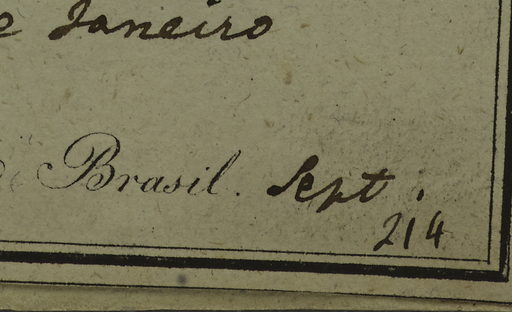 e Janeiro
Brasil. Sept.
214